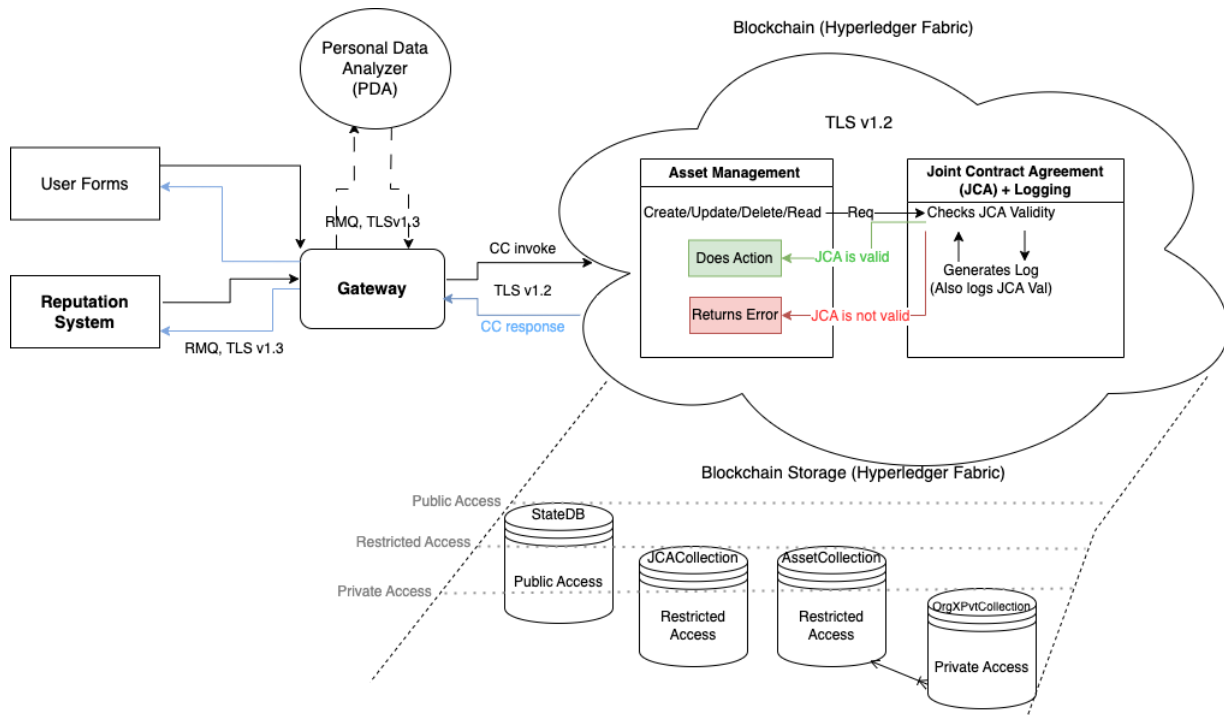 Blockchain (Hyperledger Fabric)
Personal Data
Analyzer
(PDA)
TLS v1.2
User Forms
Asset Management
Joint Contract Agreement
(JCA) + Logging
Create/Update/Delete/Read
Req
Checks JCA Validity
RMQ, TLSv1.3
CC invoke
Does Action
JCA is valid
Generates Log
(Also logs JCA Val)
Gateway
TLS v1.2
Reputation
System
CC response
Returns Error
JCA is not valid
RMQ, TLS v1.3
Blockchain Storage (Hyperledger Fabric)
Public Access
StateDB
Restricted Access
JCACollection
AssetCollection
Public Access
Private Access
OrgXPvtCollection
Restricted
Access
Restricted
Access
Private Access